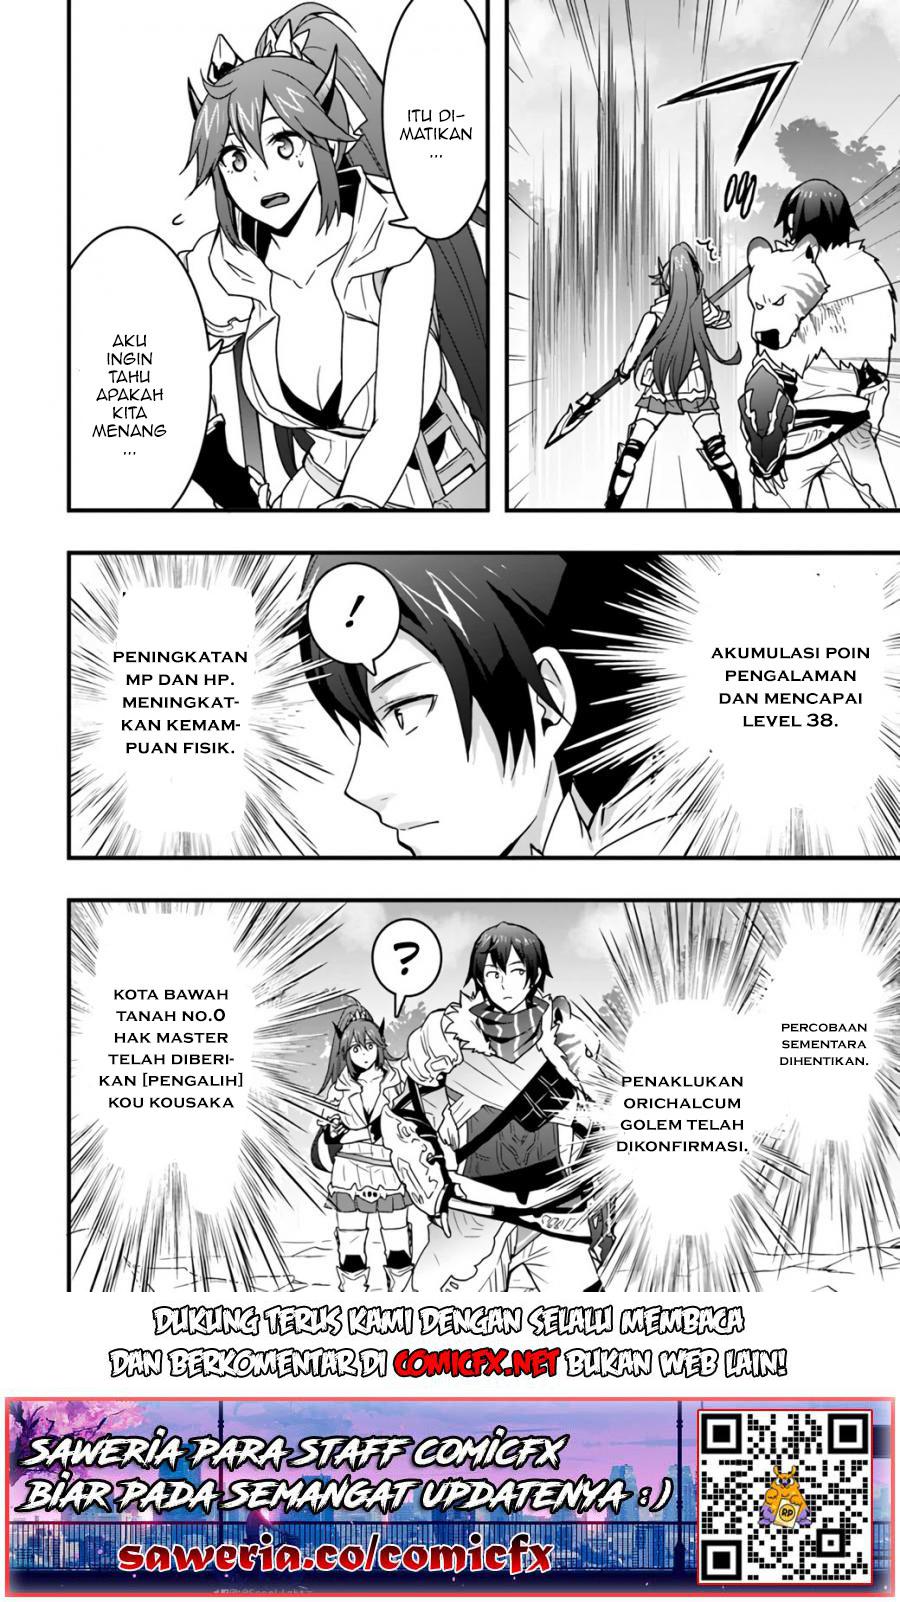 ITU DI-
MATIKAN
...
AKU
INGIN
TAHU
APAKAH
KITA
MENANG
...
!
AKUMULASI POIN
PENGALAMAN
DAN MENCAPAI
LEVEL 38.
PENINGKATAN
MP DAN HP.
MENINGKAT-
KAN KEMAM-
PUAN FISIK.
PERCOBAAN
SEMENTARA
DIHENTIKAN.
PENAKLUKAN
ORICHALCUM
GOLEM TELAH
DIKONFIRMASI.
?
KOTA BAWAH
TANAH NO.0
HAK MASTER
TELAH DIBERI-
KAN [PENGALIH]
KOU KOUSAKA
DUKUNG TERUS KAMI DENGAN SELALU MEMBACA
DAN BERKOMENTAR DI COMICFX.NET BUKAN WEB LAIN!
SAWERIA PARA STAFF COMICFX
BIAR PADA SEMANGAT UPDATENYA :)
saweria.co/comicfx
RP